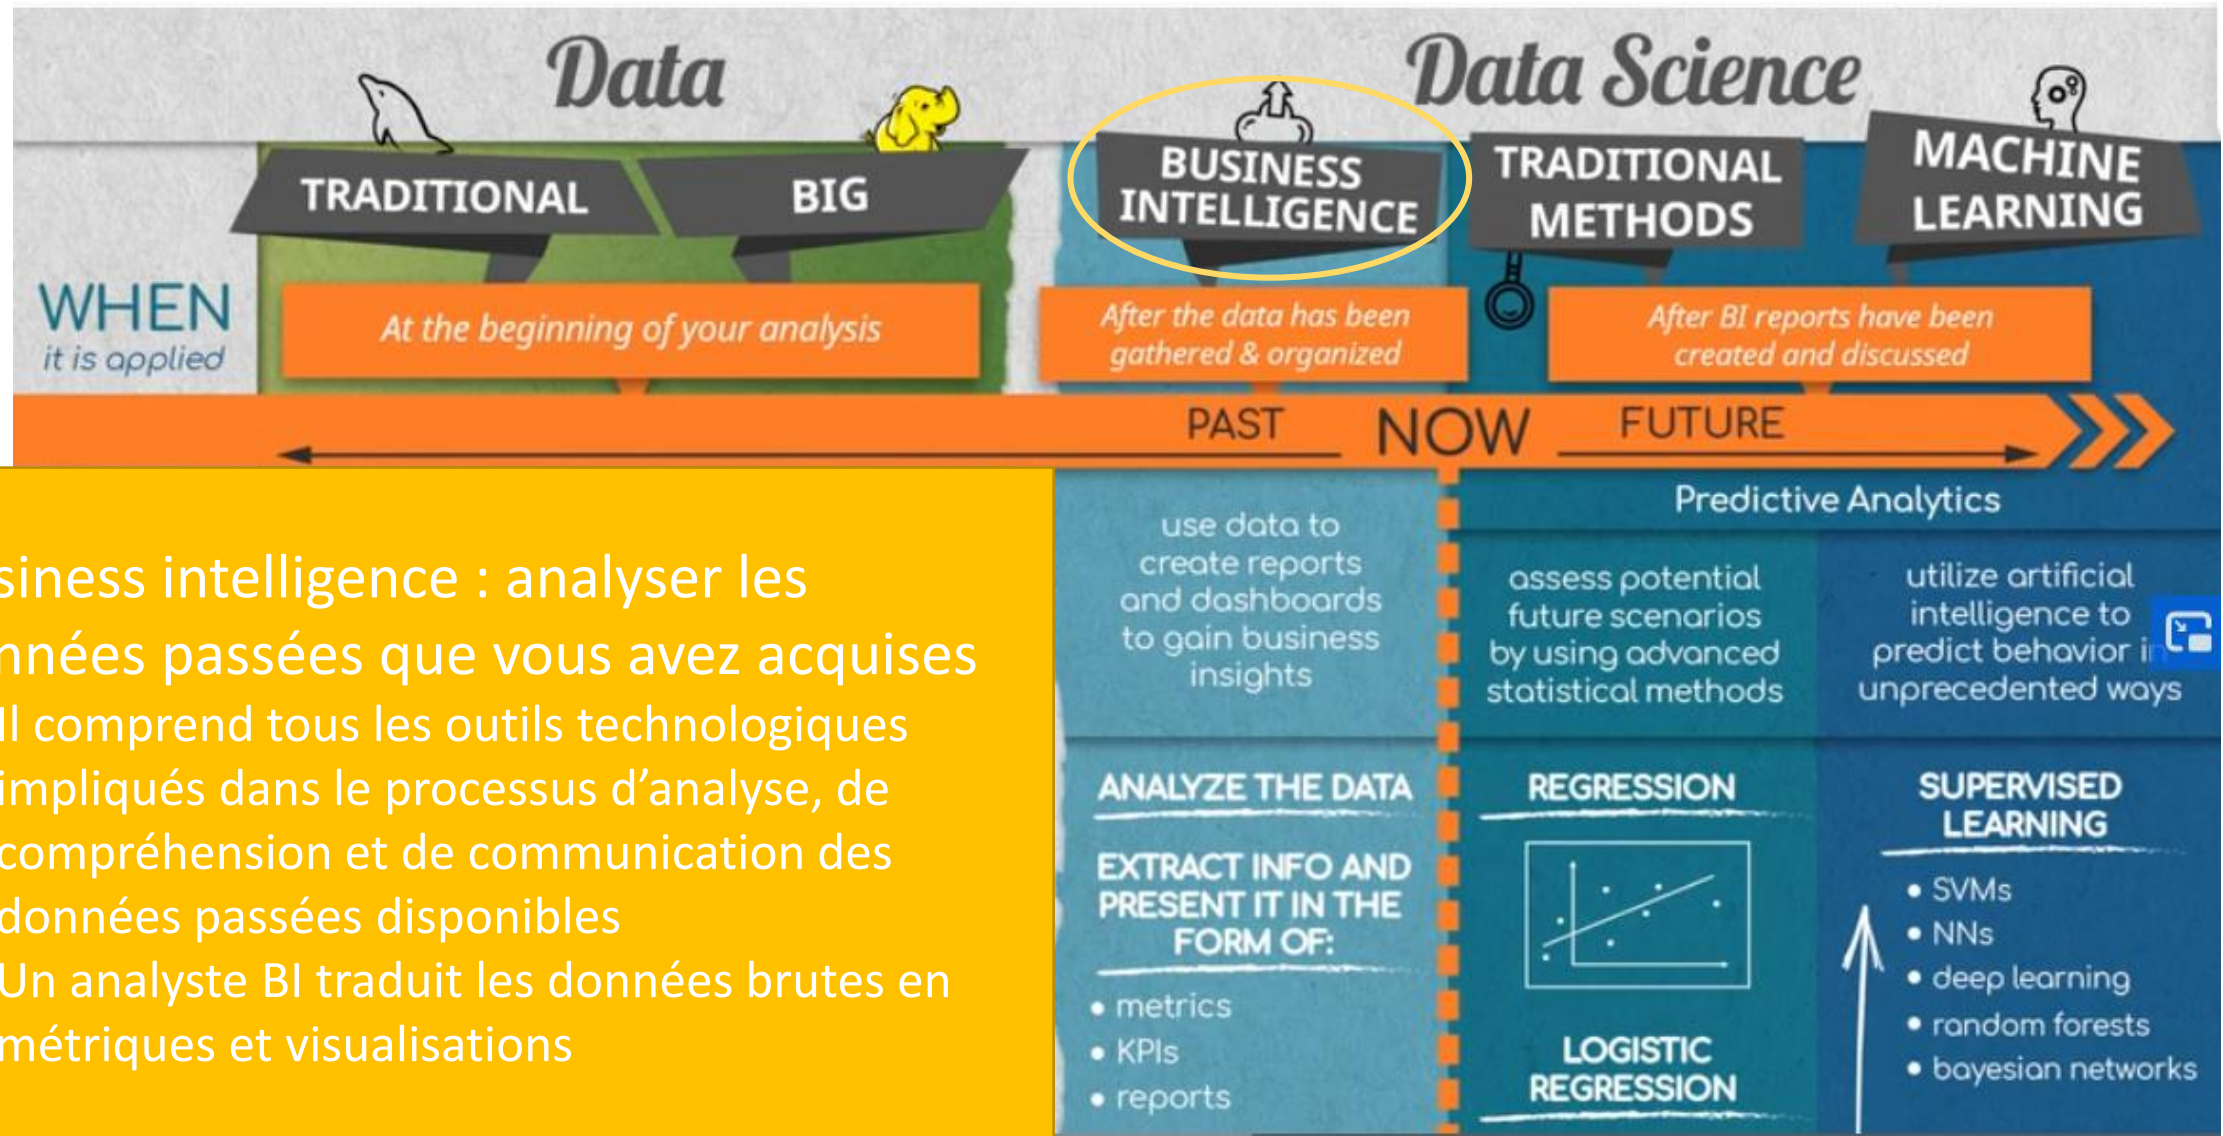 Data
Data Science
TRADITIONAL
BIG
BUSINESS
INTELLIGENCE
TRADITIONAL
METHODS
MACHINE
LEARNING
WHEN
it is applied
At the beginning of your analysis
After the data has been
gathered & organized
After BI reports have been
created and discussed
PAST
NOW
FUTURE
siness intelligence : analyser les
nnées passées que vous avez acquises
Il comprend tous les outils technologiques
impliqués dans le processus d’analyse, de
compréhension et de communication des
données passées disponibles
Un analyste BI traduit les données brutes en
métriques et visualisations
use data to
create reports
and dashboards
to gain business
insights
ANALYZE THE DATA
EXTRACT INFO AND
PRESENT IT IN THE
FORM OF:
• metrics
• KPIs
• reports
Predictive Analytics
assess potential
future scenarios
by using advanced
statistical methods
REGRESSION
LOGISTIC
REGRESSION
utilize artificial
intelligence to
predict behavior
unprecedented ways
SUPERVISED
LEARNING
• SVMs
• NNs
• deep learning
• random forests
• bayesian networks